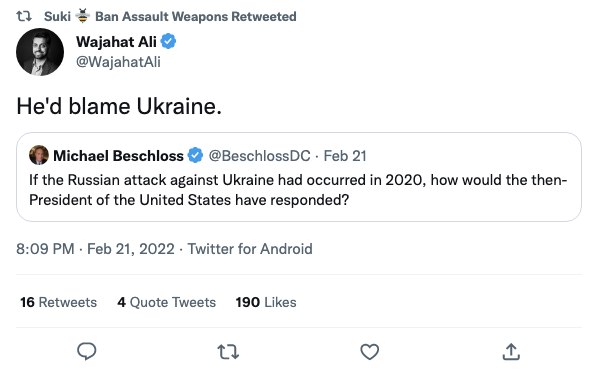 Suki 🐝 Ban Assault Weapons Retweeted
Wajahat Ali
@WajahatAli
He'd blame Ukraine.
Michael Beschloss @BeschlossDC · Feb 21
If the Russian attack against Ukraine had occurred in 2020, how would the then-
President of the United States have responded?
8:09 PM · Feb 21, 2022 · Twitter for Android
16 Retweets 4 Quote Tweets 190 Likes